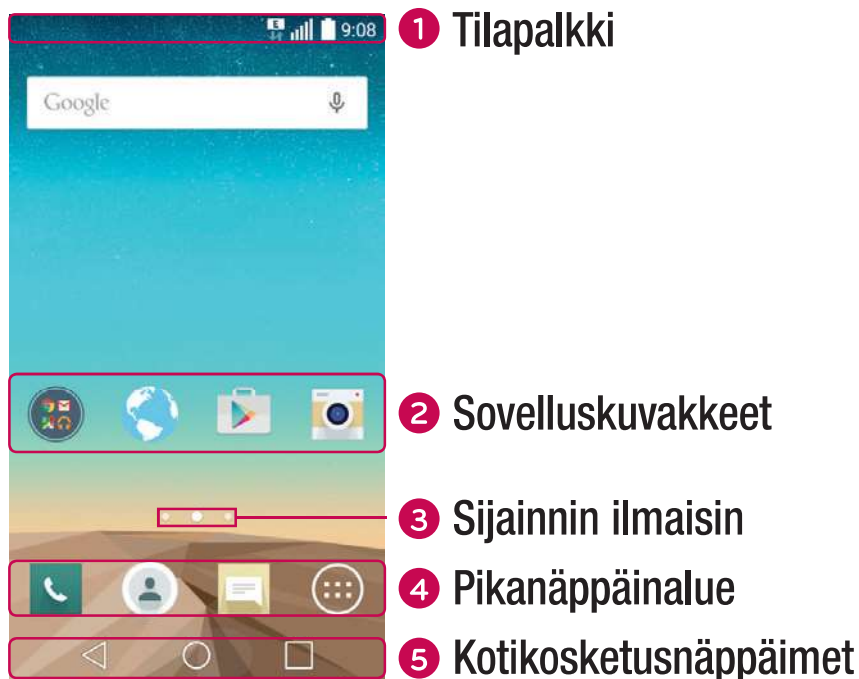 E 9:08
1 Tilapalkki
Google
2 Sovelluskuvakkeet
3 Sijainnin ilmaisin
4 Pikanäppäinalue
5 Kotikosketusnäppäimet